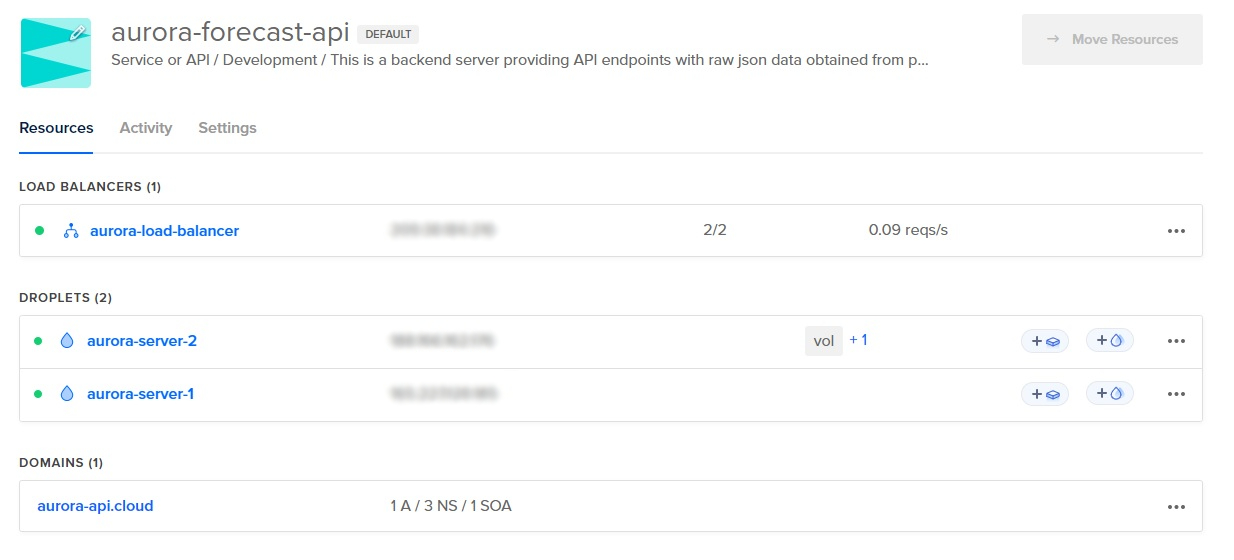 aurora-forecast-api DEFAULT
Service or API / Development / This is a backend server providing API endpoints with raw json data obtained from p...
→ Move Resources
Resources Activity Settings
LOAD BALANCERS (1)
aurora-load-balancer 2/2 0.09 reqs/s
DROPLETS (2)
aurora-server-2 vol + 1
aurora-server-1
DOMAINS (1)
aurora-api.cloud 1 A / 3 NS / 1 SOA